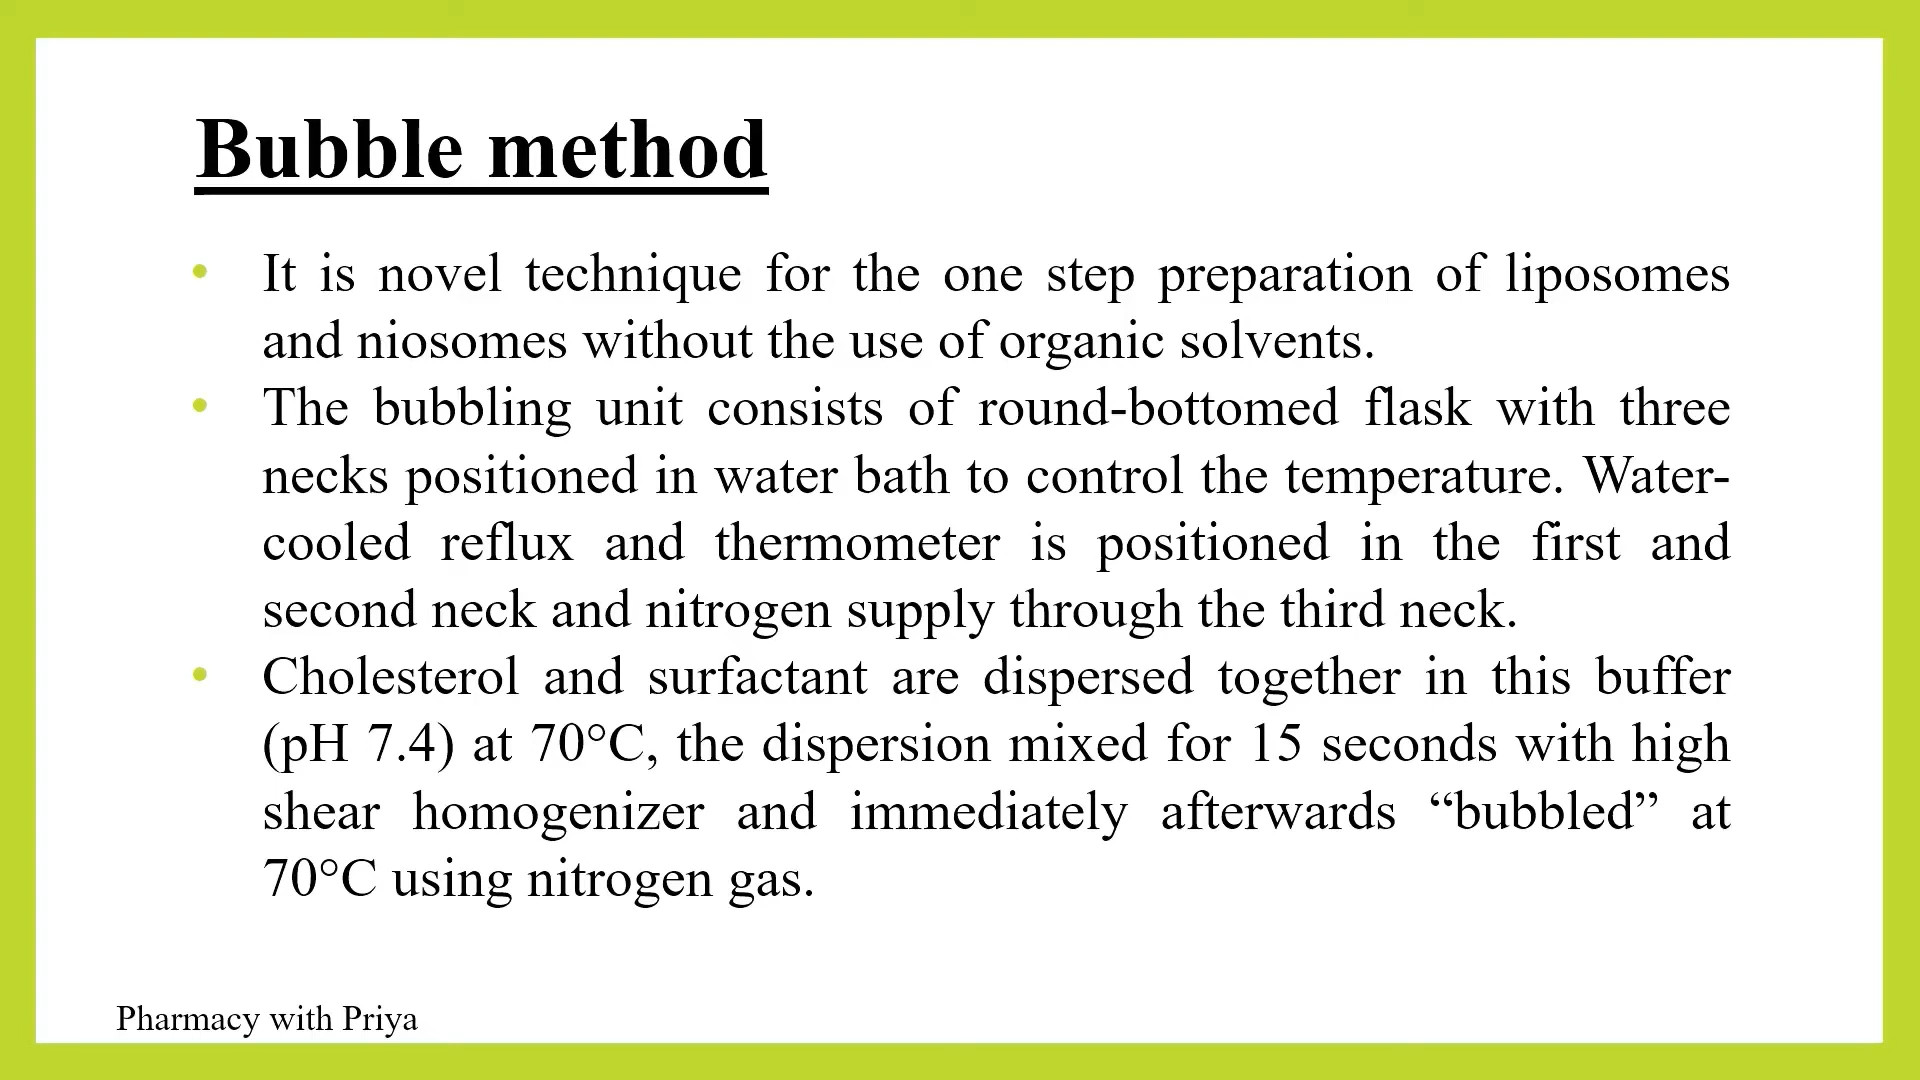 Bubble method
• It is novel technique for the one step preparation of liposomes
and niosomes without the use of organic solvents.
• The bubbling unit consists of round-bottomed flask with three
necks positioned in water bath to control the temperature. Water-
cooled reflux and thermometer is positioned in the first and
second neck and nitrogen supply through the third neck.
• Cholesterol and surfactant are dispersed together in this buffer
(pH 7.4) at 70°C, the dispersion mixed for 15 seconds with high
shear homogenizer and immediately afterwards “bubbled” at
70°C using nitrogen gas.
Pharmacy with Priya